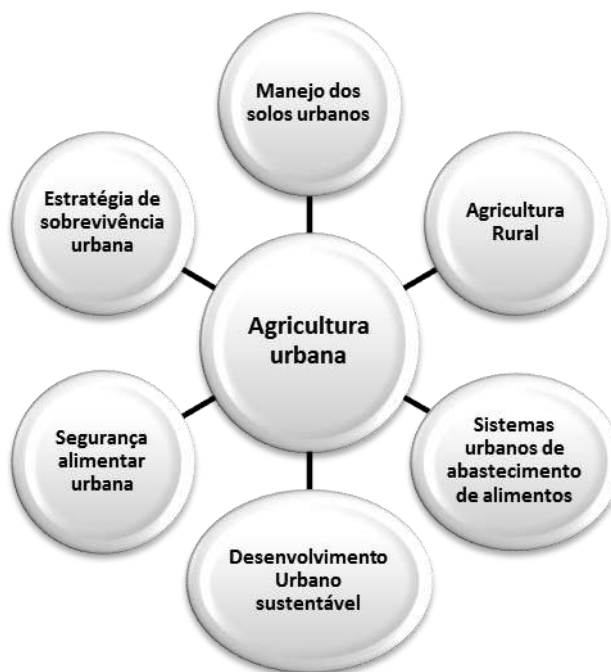 Manejo dos
solos urbanos
Estratégia de
sobrevivência
urbana
Agricultura
Rural
Agricultura
urbana
Segurança
alimentar
urbana
Sistemas
urbanos de
abastecimento
de alimentos
Desenvolvimento
Urbano
sustentável